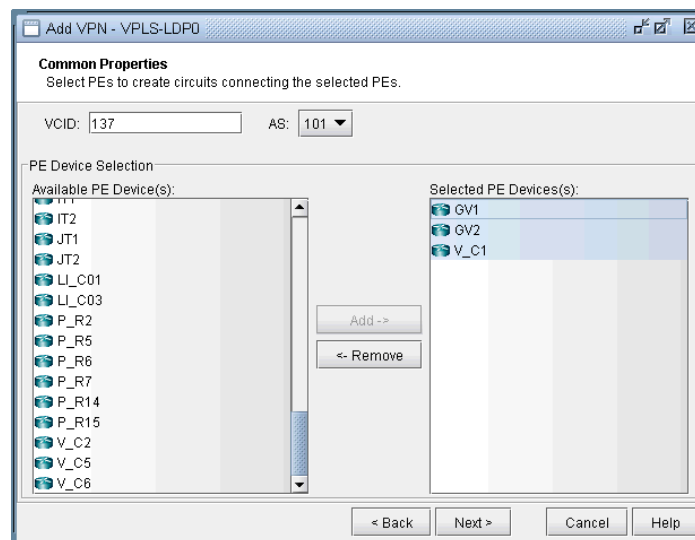 Add VPN - VPLS-LDP0
Common Properties
Select PEs to create circuits connecting the selected PEs.
VCID: 137 AS: 101
PE Device Selection
Available PE Device(s):
IT2
JT1
JT2
LI_C01
LI_C03
P_R2
P_R5
P_R6
P_R7
P_R14
P_R15
V_C2
V_C5
V_C6
Add ->
<- Remove
Selected PE Devices(s):
GV1
GV2
V_C1
< Back Next > Cancel Help